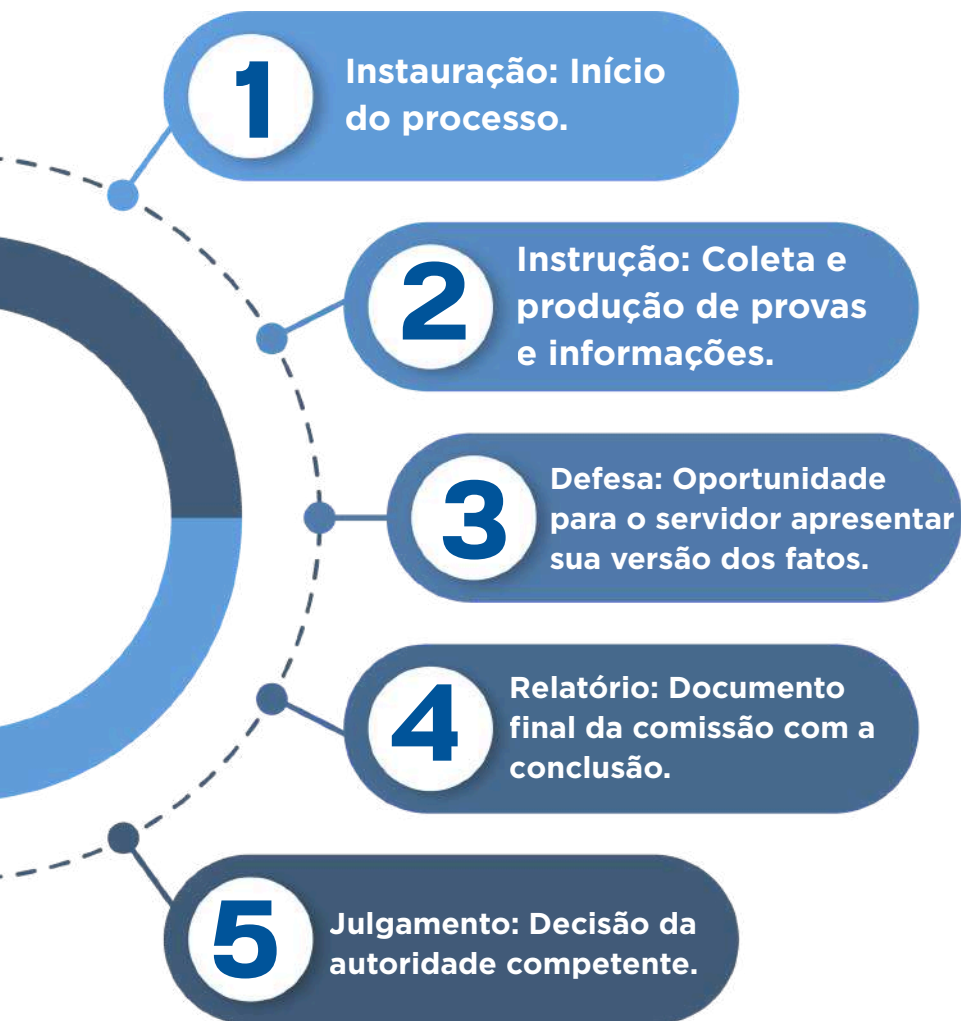 1
Instauração: Início
do processo.
2
Instrução: Coleta e
produção de provas
e informações.
3
Defesa: Oportunidade
para o servidor apresentar
sua versão dos fatos.
4
Relatório: Documento
final da comissão com a
conclusão.
5
Julgamento: Decisão da
autoridade competente.